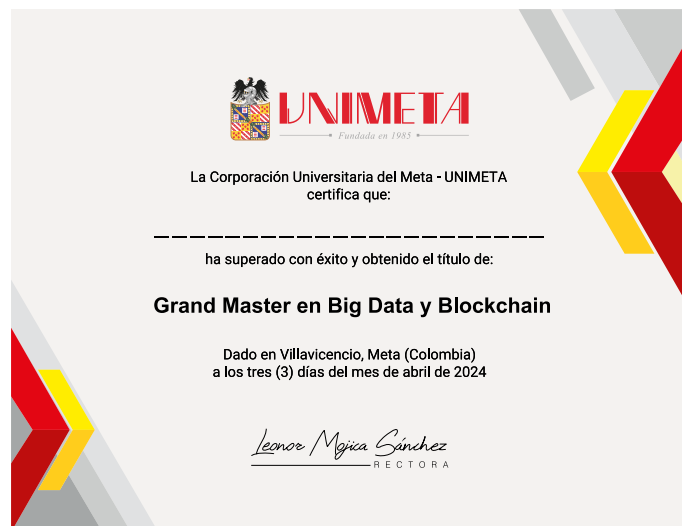 UNIMETA
Fundada en 1985
La Corporación Universitaria del Meta - UNIMETA
certifica que:
ha superado con éxito y obtenido el título de:
Grand Master en Big Data y Blockchain
Dado en Villavicencio, Meta (Colombia)
a los tres (3) días del mes de abril de 2024
Leonor Mojica Sánchez
RECTORA